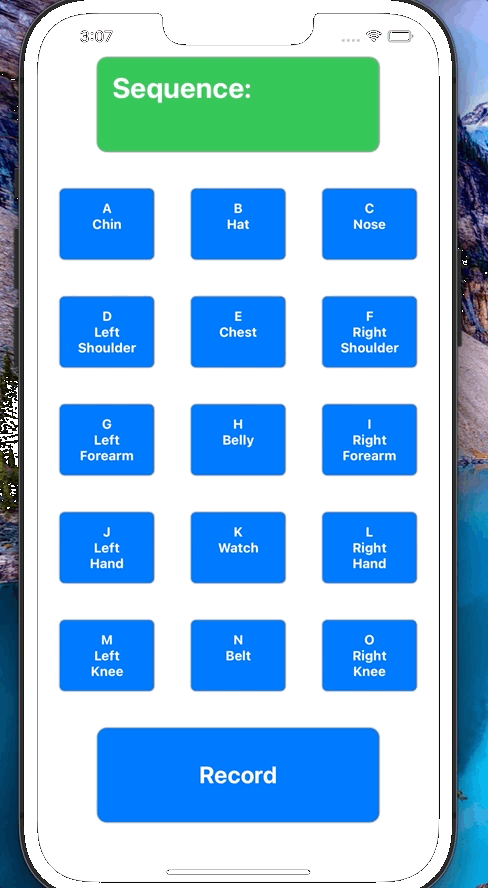 3:07
Sequence:
A
Chin
B
Hat
C
Nose
D
Left
Shoulder
E
Chest
F
Right
Shoulder
G
Left
Forearm
H
Belly
I
Right
Forearm
J
Left
Hand
K
Watch
L
Right
Hand
M
Left
Knee
N
Belt
O
Right
Knee
Record